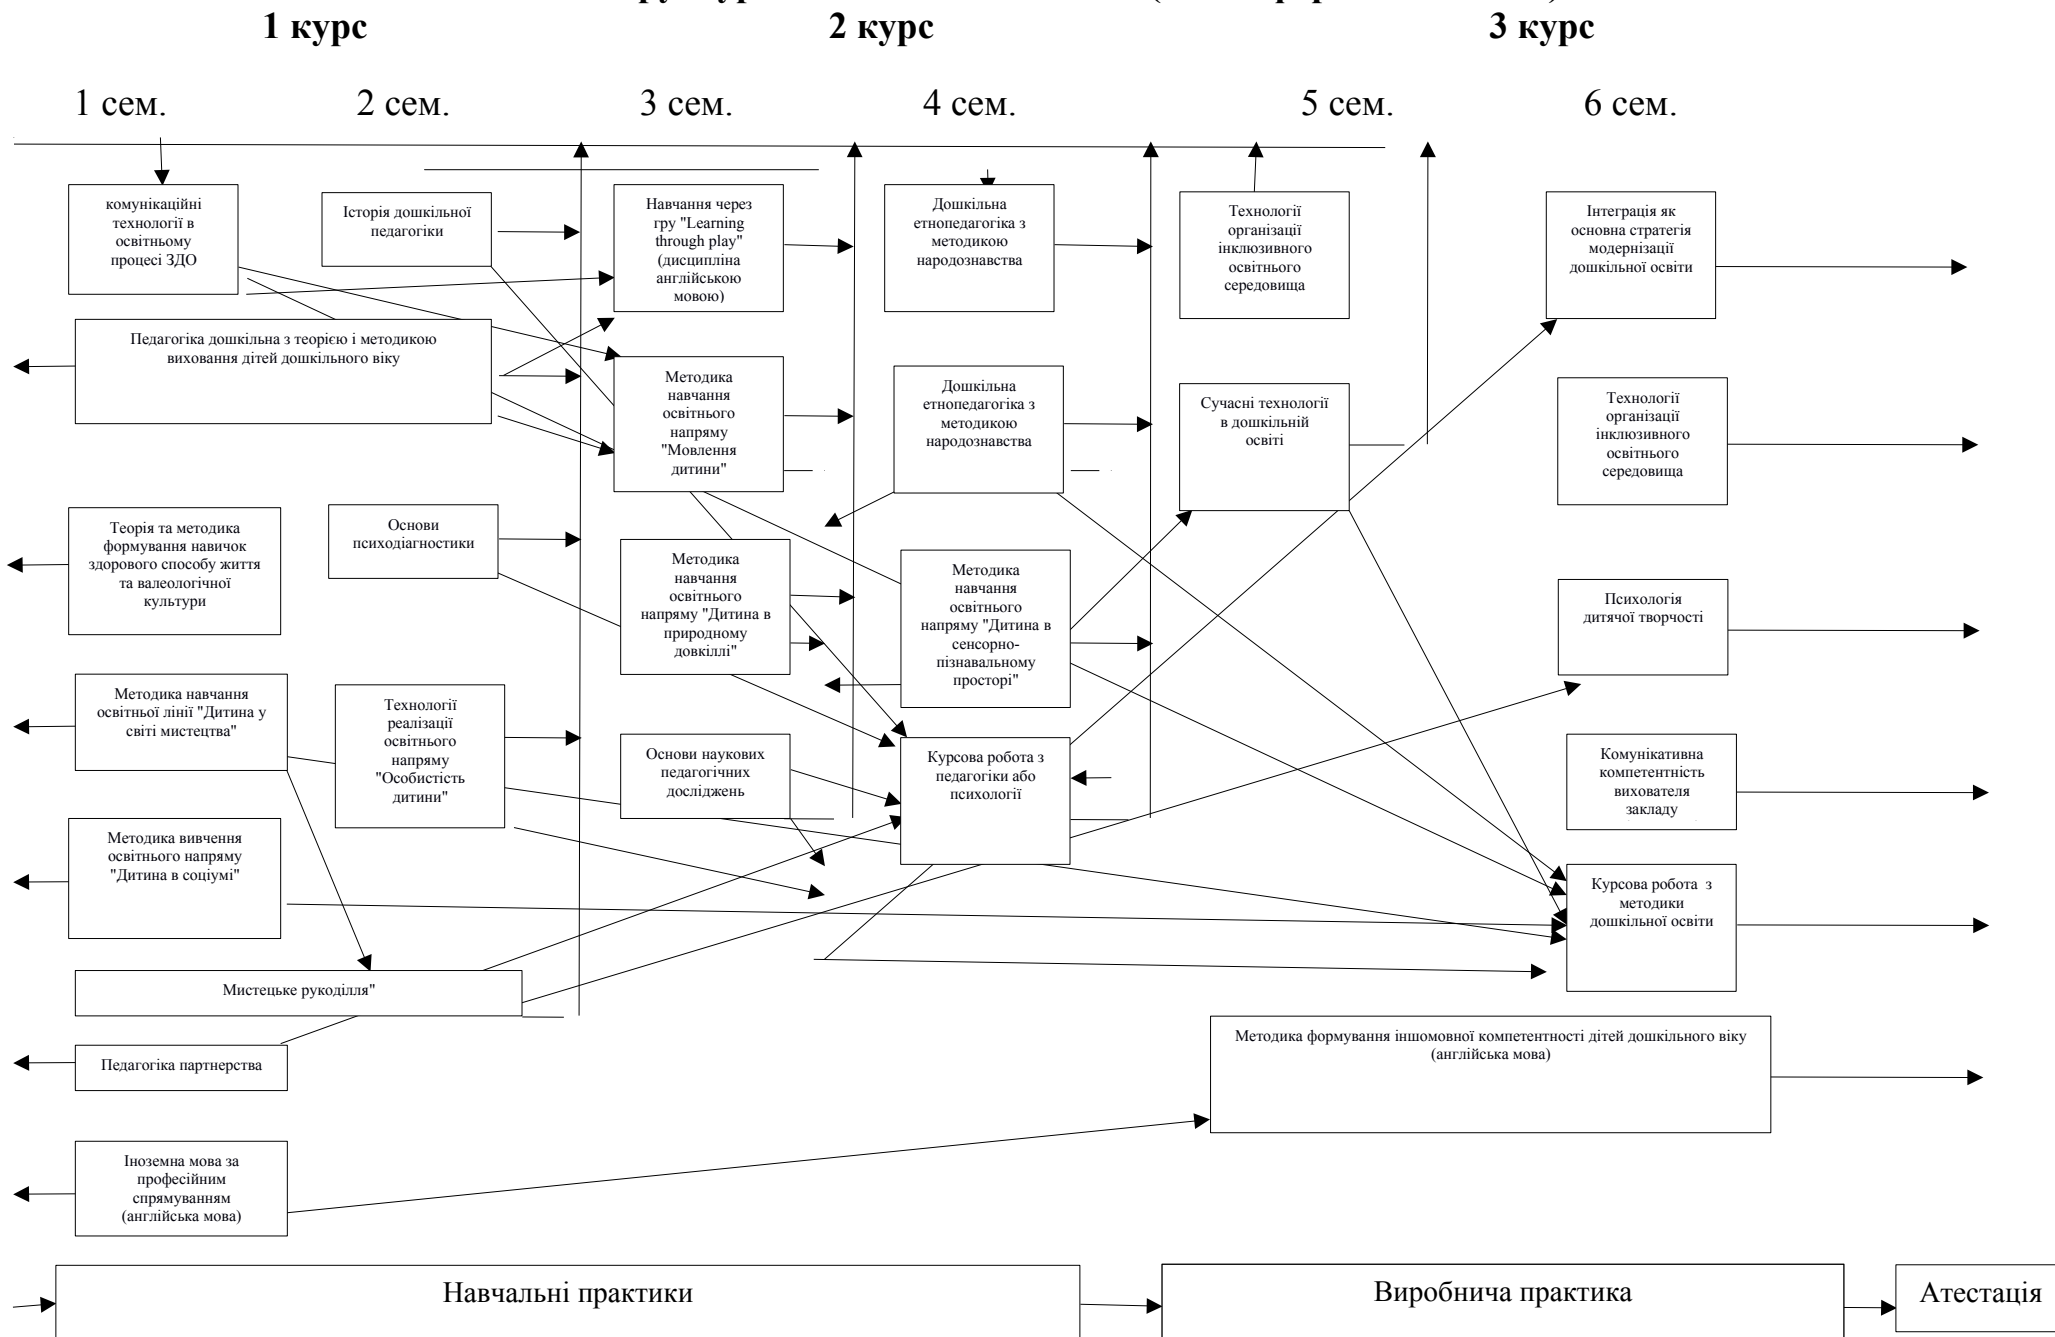 1 курс
2 курс
3 курс
1 сем.
2 сем.
3 сем.
4 сем.
5 сем.
6 сем.
комунікаційні
технології в
освітньому
процесі ЗДО
Історія дошкільної
педагогіки
Навчання через
гру "Learning
through play"
(дисципліна
англійською
мовою)
Дошкільна
етнопедагогіка з
методикою
народознавства
Технології
організації
інклюзивного
освітнього
середовища
Інтеграція як
основна стратегія
модернізації
дошкільної освіти
Педагогіка дошкільна з теорією і методикою
виховання дітей дошкільного віку
Методика
навчання
освітнього
напряму
"Мовлення
дитини"
Дошкільна
етнопедагогіка з
методикою
народознавства
Сучасні технології
в дошкільній
освіті
Технології
організації
інклюзивного
освітнього
середовища
Теорія та методика
формування навичок
здорового способу життя
та валеологічної
культури
Основи
психодіагностики
Методика
навчання
освітнього
напряму "Дитина в
природному
довкіллі"
Методика
навчання
освітнього
напряму "Дитина в
сенсорно-
пізнавальному
просторі"
Психологія
дитячої творчості
Методика навчання
освітньої лінії "Дитина у
світі мистецтва"
Технології
реалізації
освітнього
напряму
"Особистість
дитини"
Основи наукових
педагогічних
досліджень
Курсова робота з
педагогіки або
психології
Комунікативна
компетентність
вихователя
закладу
Методика вивчення
освітнього напряму
"Дитина в соціумі"
Курсова робота з
методики
дошкільної освіти
Мистецьке рукоділля"
Педагогіка партнерства
Методика формування іншомовної компетентності дітей дошкільного віку
(англійська мова)
Іноземна мова за
професійним
спрямуванням
(англійська мова)
Навчальні практики
Виробнича практика
Атестація